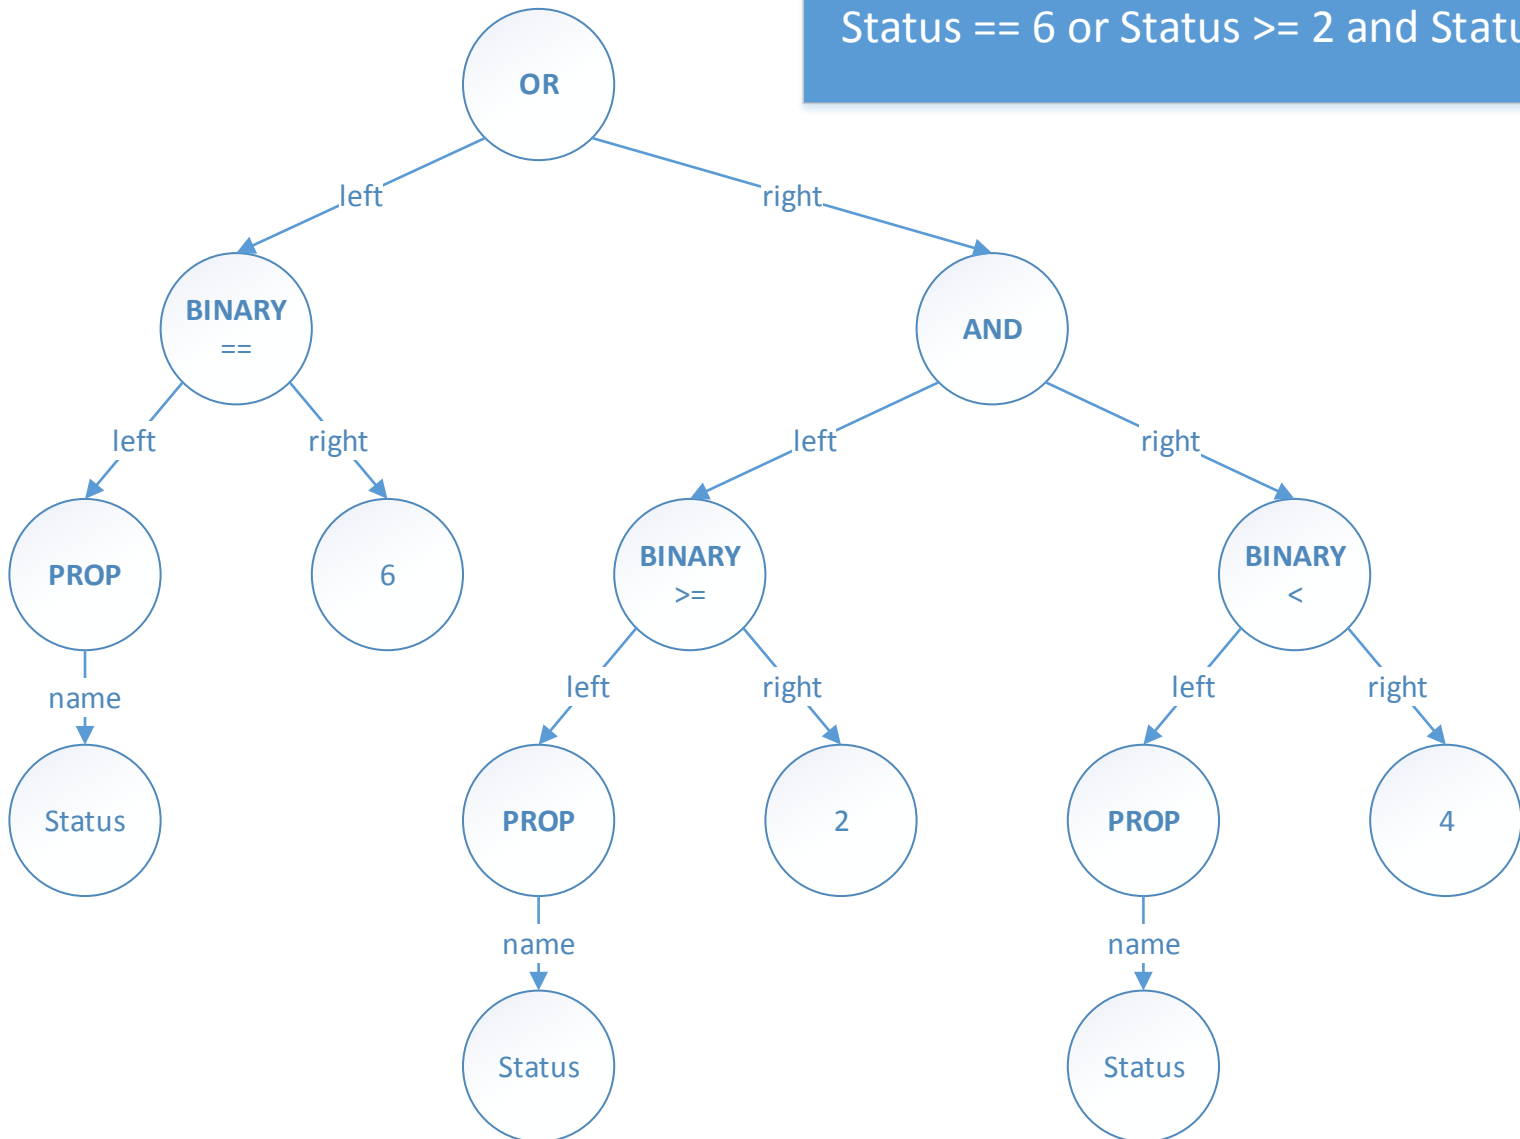 Status == 6 or Status >= 2 and Statu
OR
left
right
BINARY
==
AND
left
right
left
right
PROP
6
BINARY
>=
BINARY
<
name
left
right
left
right
Status
PROP
2
PROP
4
name
name
Status
Status